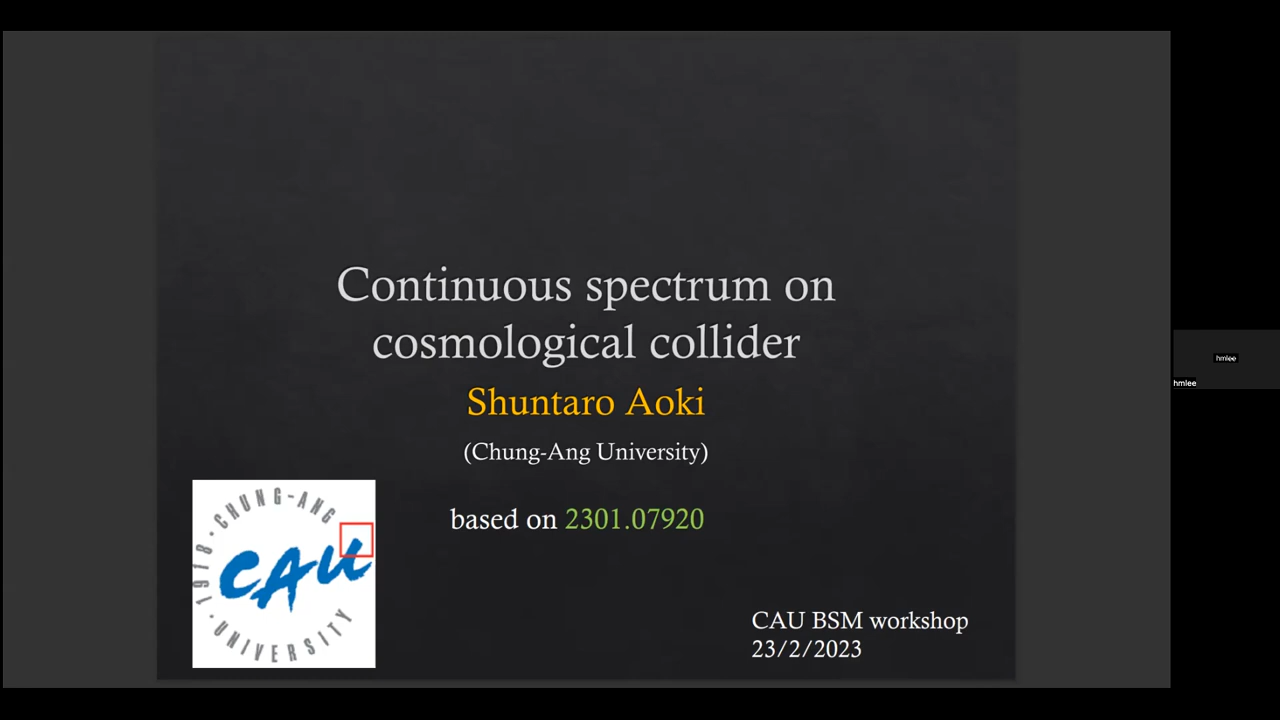 Continuous spectrum on
cosmological collider
Shuntaro Aoki
(Chung-Ang University)
based on 2301.07920
1918 · CHUNG-ANG · UNIVERSITY
CAU
CAU BSM workshop
23/2/2023
hmlee
hmlee